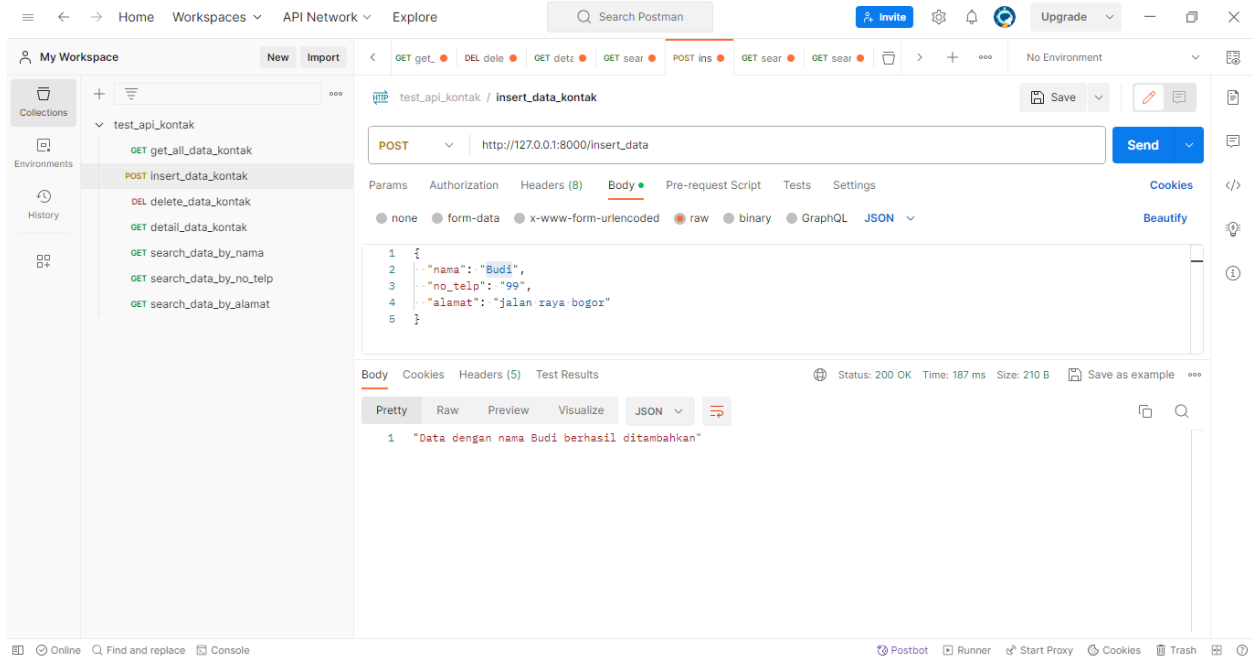 Home Workspaces API Network Explore Search Postman Invite Upgrade
My Workspace New Import GET get_ DEL dele GET deta GET sear POST ins GET sear GET sear No Environment
Collections
Environments
History
test_api_kontak
GET get_all_data_kontak
POST insert_data_kontak
DEL delete_data_kontak
GET detail_data_kontak
GET search_data_by_nama
GET search_data_by_no_telp
GET search_data_by_alamat
HTTP test_api_kontak / insert_data_kontak Save
POST http://127.0.0.1:8000/insert_data Send
Params Authorization Headers (8) Body Pre-request Script Tests Settings Cookies
none form-data x-www-form-urlencoded raw binary GraphQL JSON Beautify
1 {
2 "nama": "Budi",
3 "no_telp": "99",
4 "alamat": "jalan raya bogor"
5 }
Body Cookies Headers (5) Test Results Status: 200 OK Time: 187 ms Size: 210 B Save as example
Pretty Raw Preview Visualize JSON
1 "Data dengan nama Budi berhasil ditambahkan"
Online Find and replace Console Postbot Runner Start Proxy Cookies Trash